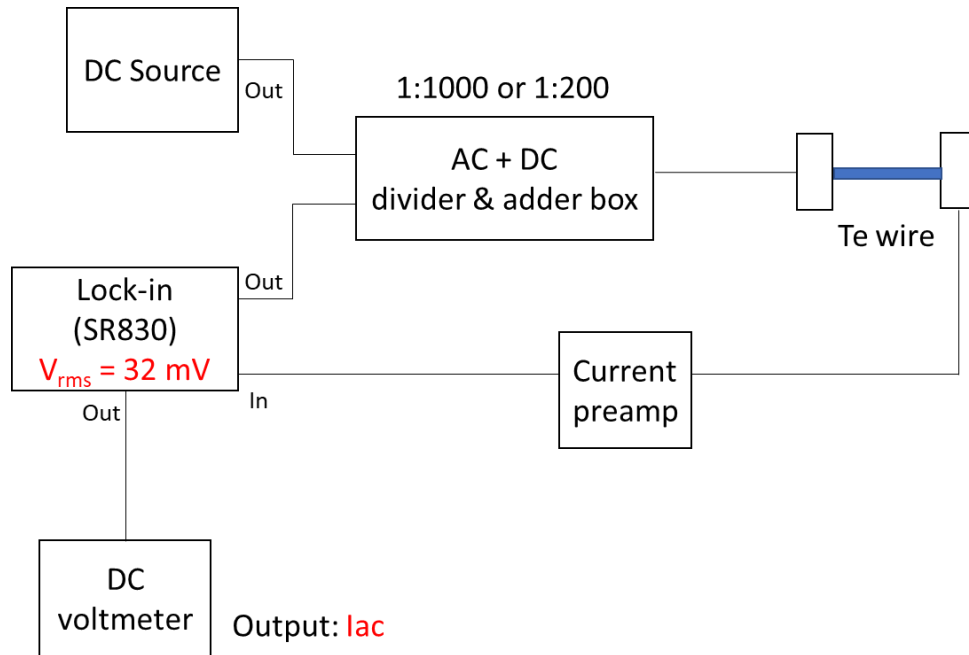 DC Source
Out
1:1000 or 1:200
AC + DC
divider & adder box
Te wire
Lock-in
(SR830)
Vrms = 32 mV
Out
In
Out
Current
preamp
DC
voltmeter
Output: Iac